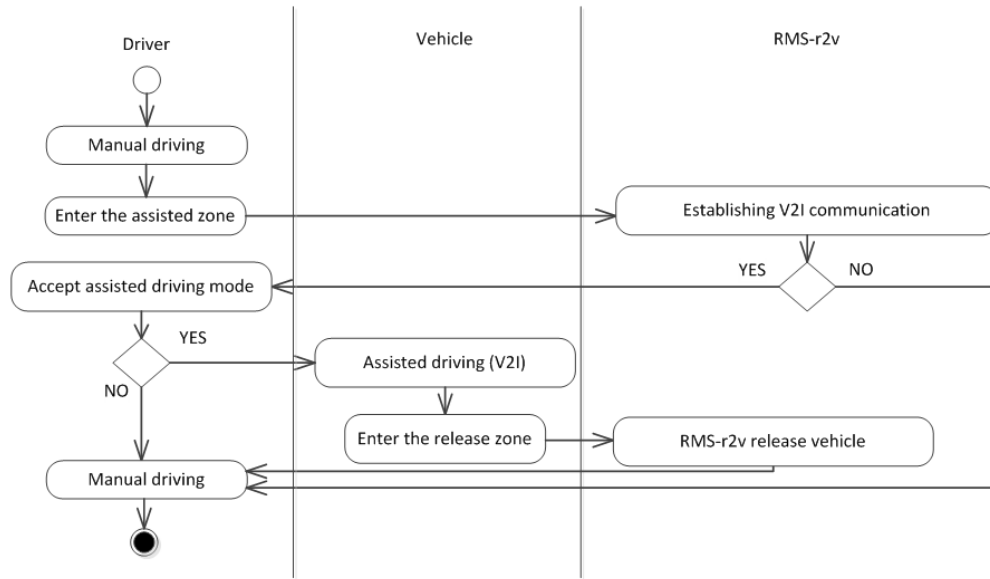 Driver
Vehicle
RMS-r2v
Manual driving
Enter the assisted zone
Establishing V2I communication
YES
NO
Accept assisted driving mode
YES
Assisted driving (V2I)
NO
Enter the release zone
RMS-r2v release vehicle
Manual driving